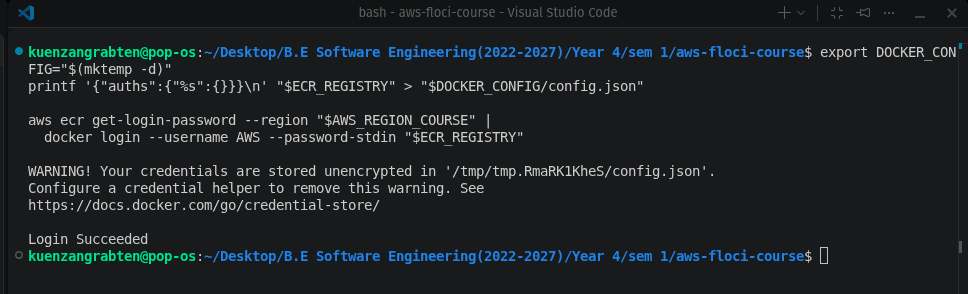 bash - aws-floci-course - Visual Studio Code
kuenzangrabten@pop-os:~/Desktop/B.E Software Engineering(2022-2027)/Year 4/sem 1/aws-floci-course$ export DOCKER_CON
FIG="$(mktemp -d)"
printf '{"auths":{"%s":{}}}\n' "$ECR_REGISTRY" > "$DOCKER_CONFIG/config.json"
aws ecr get-login-password --region "$AWS_REGION_COURSE" |
  docker login --username AWS --password-stdin "$ECR_REGISTRY"
WARNING! Your credentials are stored unencrypted in '/tmp/tmp.RmaRK1KheS/config.json'.
Configure a credential helper to remove this warning. See
https://docs.docker.com/go/credential-store/
Login Succeeded
kuenzangrabten@pop-os:~/Desktop/B.E Software Engineering(2022-2027)/Year 4/sem 1/aws-floci-course$